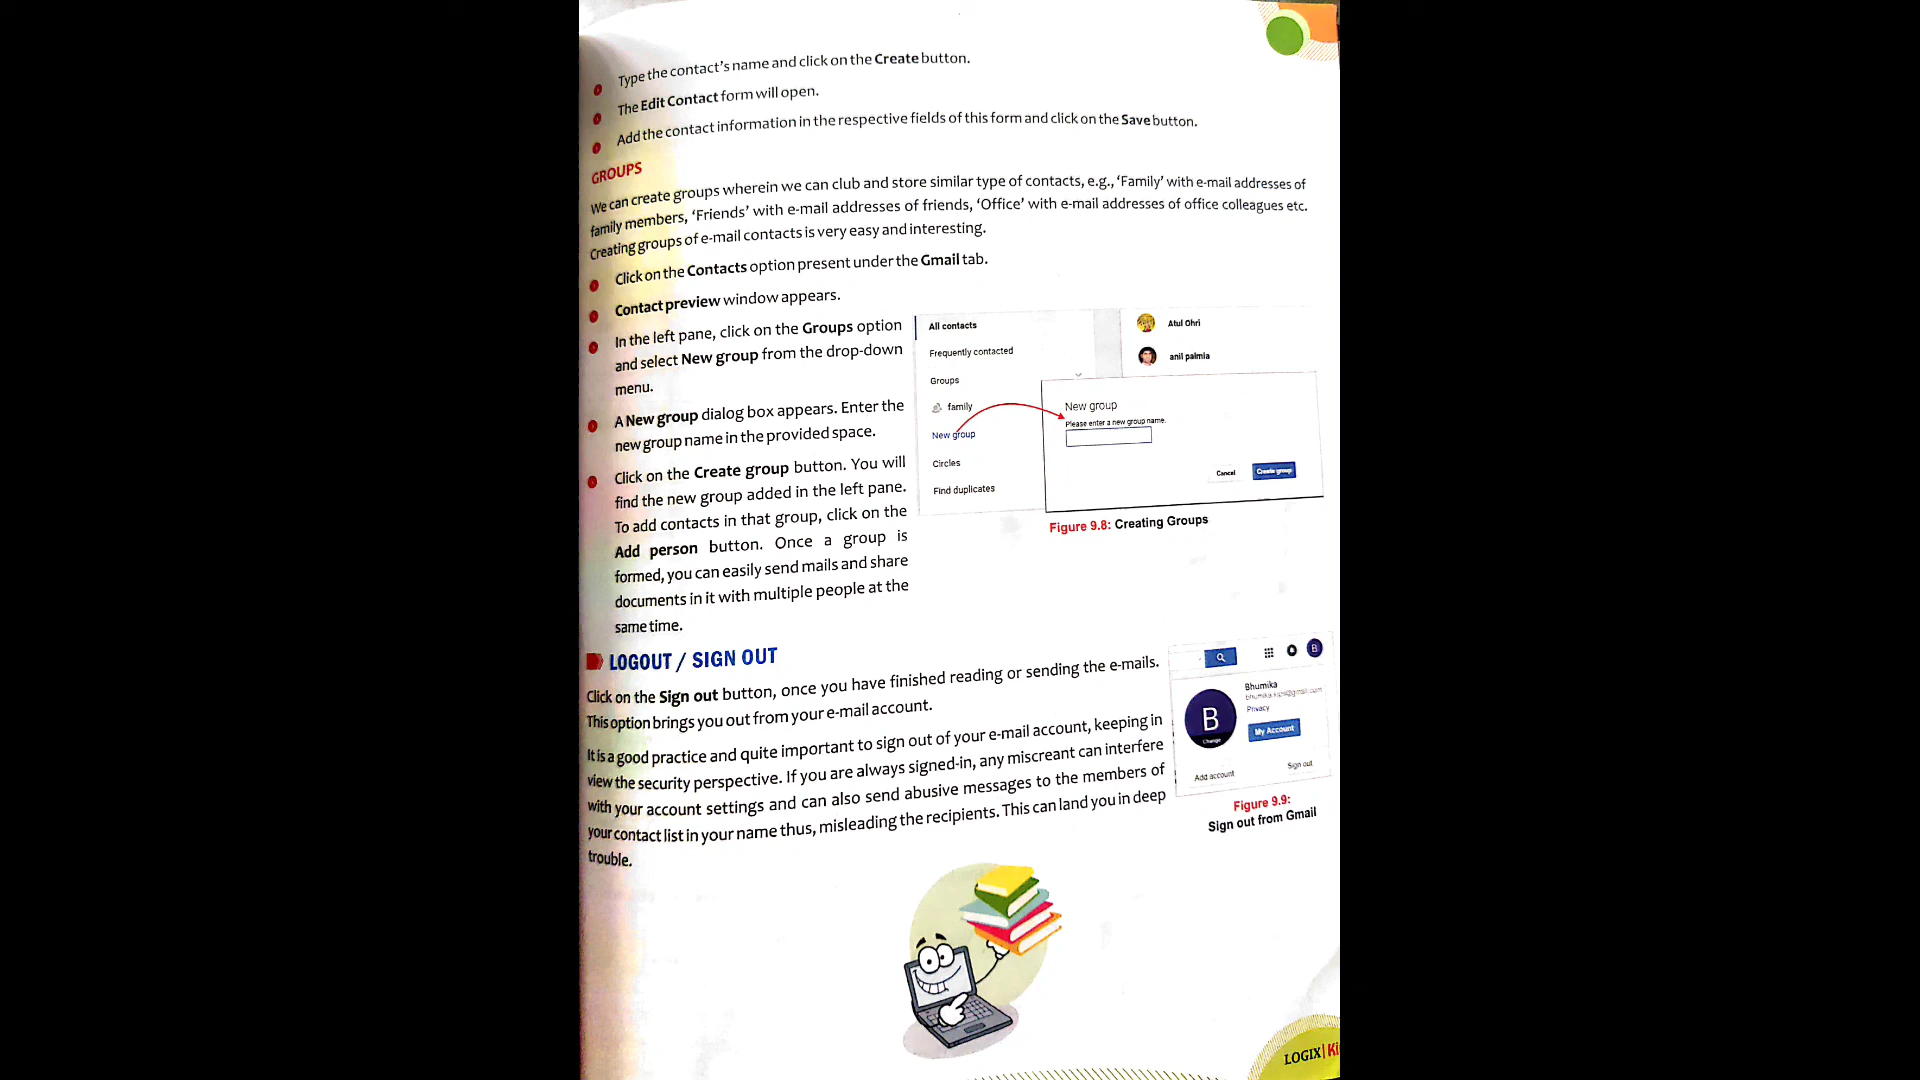 Type the contact's name and click on the Create button.
The Edit Contact form will open.
Add the contact information in the respective fields of this form and click on the Save button.
GROUPS
We can create groups wherein we can club and store similar type of contacts, e.g., 'Family' with e-mail addresses of
family members, 'Friends' with e-mail addresses of friends, 'Office' with e-mail addresses of office colleagues etc.
Creating groups of e-mail contacts is very easy and interesting.
Click on the Contacts option present under the Gmail tab.
Contact preview window appears.
In the left pane, click on the Groups option
and select New group from the drop-down
menu.
A New group dialog box appears. Enter the
new group name in the provided space.
Click on the Create group button. You will
find the new group added in the left pane.
To add contacts in that group, click on the
Add person button. Once a group is
formed, you can easily send mails and share
documents in it with multiple people at the
same time.
All contacts
Frequently contacted
Groups
family
New group
Circles
Find duplicates
Atul Ohri
anil palmia
New group
Please enter a new group name.
Cancel
Create group
Figure 9.8: Creating Groups
LOGOUT / SIGN OUT
Click on the Sign out button, once you have finished reading or sending the e-mails.
This option brings you out from your e-mail account.
It is a good practice and quite important to sign out of your e-mail account, keeping in
view the security perspective. If you are always signed-in, any miscreant can interfere
with your account settings and can also send abusive messages to the members of
your contact list in your name thus, misleading the recipients. This can land you in deep
trouble.
B
B
Change
Bhumika
Privacy
My Account
Add account
Sign out
Figure 9.9:
Sign out from Gmail
LOGIX | Ki